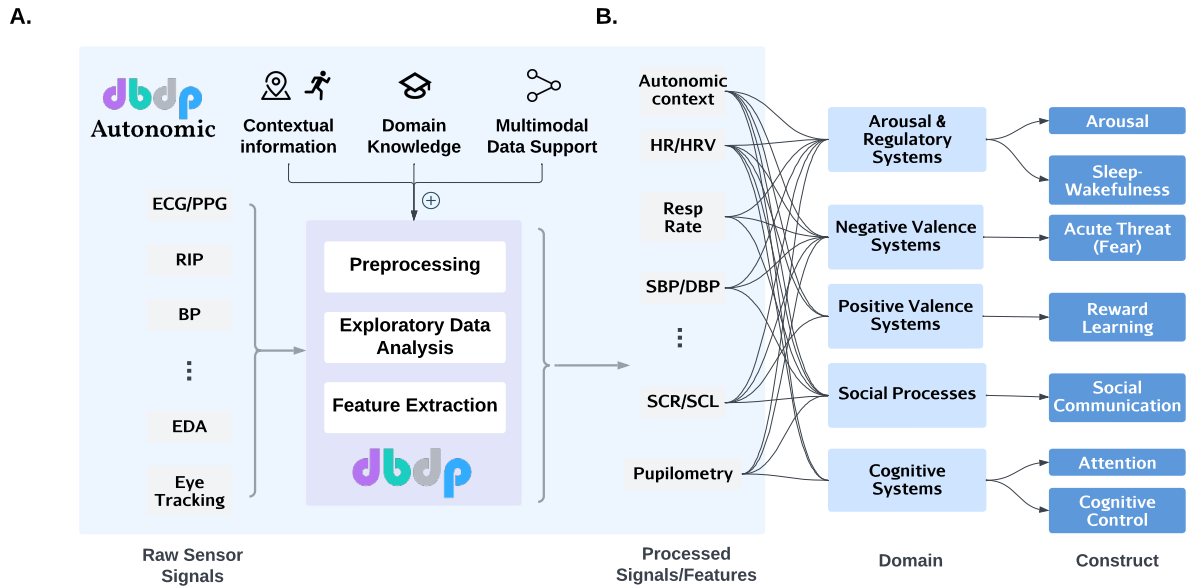 A.
B.
dbdp
Autonomic
Contextual
information
Domain
Knowledge
Multimodal
Data Support
+
ECG/PPG
RIP
BP
⋮
EDA
Eye
Tracking
Preprocessing
Exploratory Data
Analysis
Feature Extraction
dbdp
Autonomic
context
HR/HRV
Resp
Rate
SBP/DBP
⋮
SCR/SCL
Pupilometry
Arousal &
Regulatory
Systems
Negative Valence
Systems
Positive Valence
Systems
Social Processes
Cognitive
Systems
Arousal
Sleep-
Wakefulness
Acute Threat
(Fear)
Reward
Learning
Social
Communication
Attention
Cognitive
Control
Raw Sensor
Signals
Processed
Signals/Features
Domain
Construct